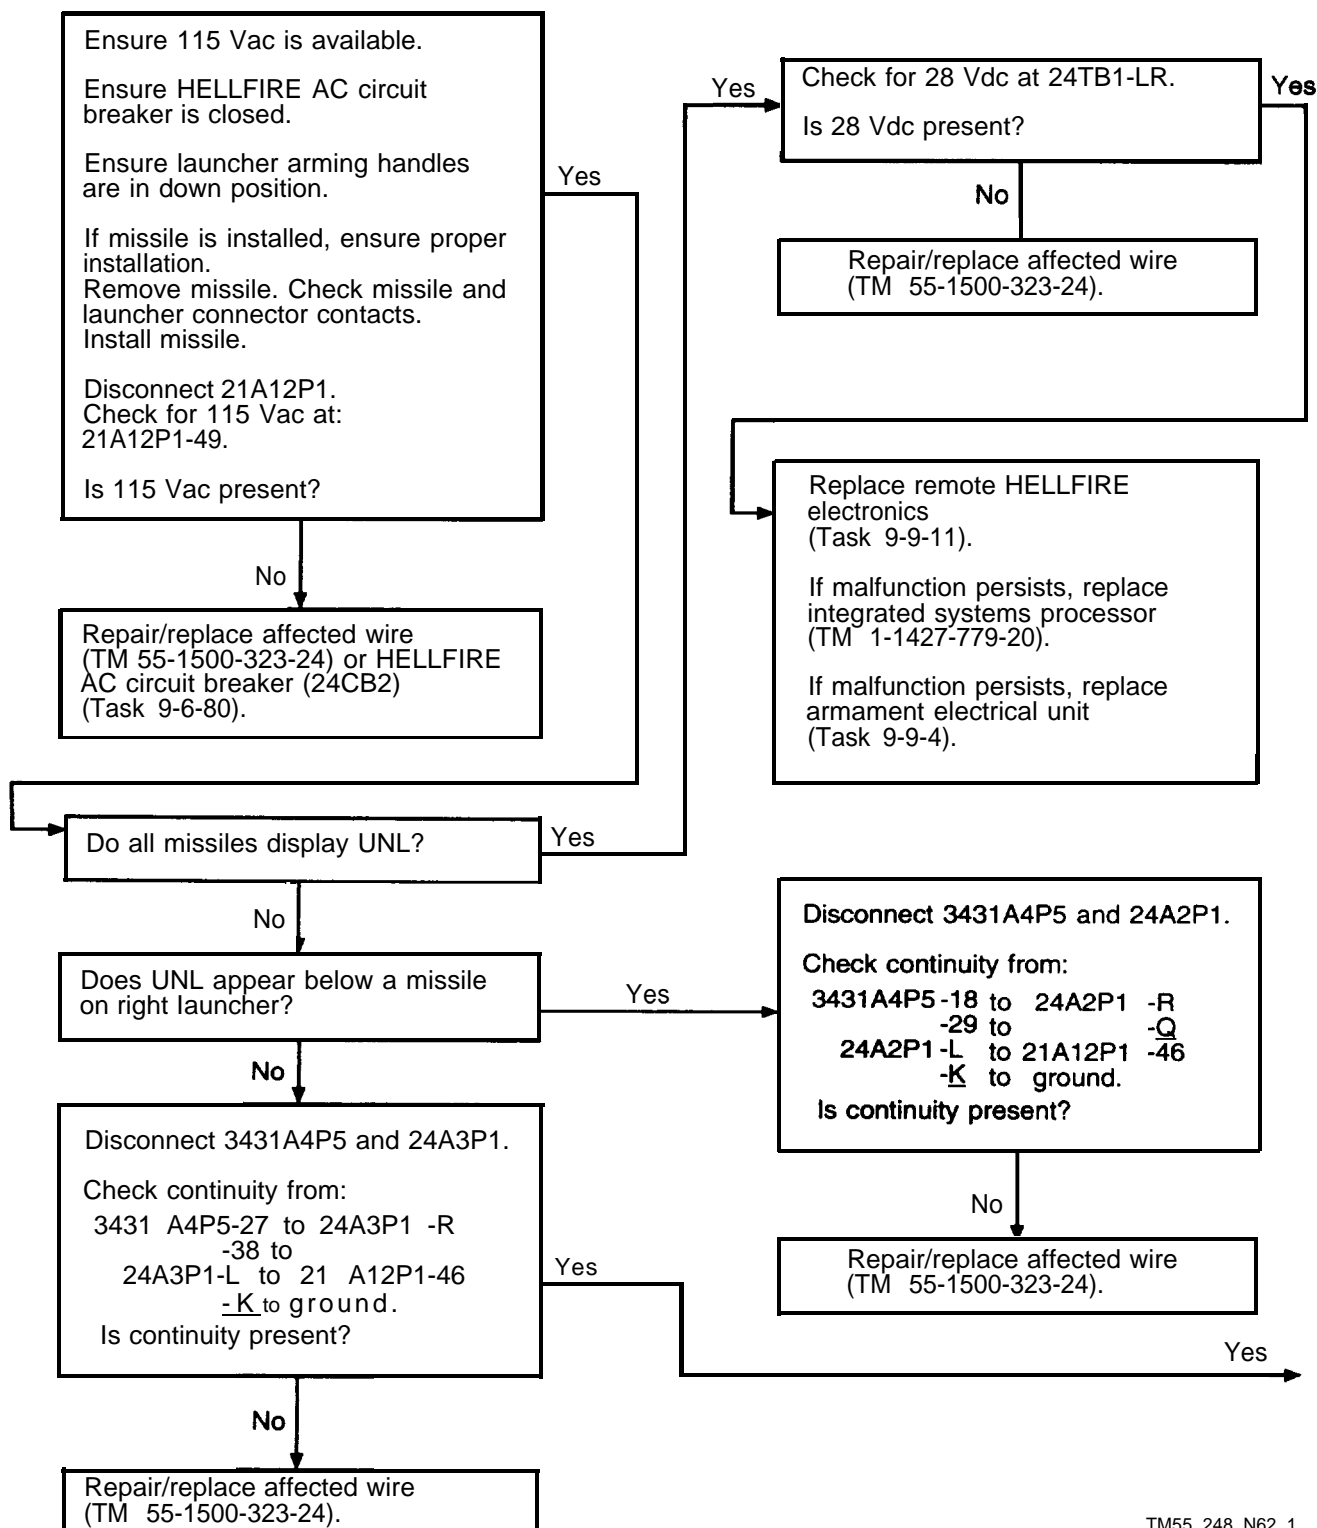 Ensure 115 Vac is available.
Ensure HELLFIRE AC circuit
breaker is closed.
Ensure launcher arming handles
are in down position.
If missile is installed, ensure proper
installation.
Remove missile. Check missile and
launcher connector contacts.
Install missile.
Disconnect 21A12P1.
Check for 115 Vac at:
21A12P1-49.
Is 115 Vac present?
Yes
No
Repair/replace affected wire
(TM 55-1500-323-24) or HELLFIRE
AC circuit breaker (24CB2)
(Task 9-6-80).
Do all missiles display UNL?
Yes
No
Yes
Check for 28 Vdc at 24TB1-LR.
Is 28 Vdc present?
Yes
No
Repair/replace affected wire
(TM 55-1500-323-24).
Replace remote HELLFIRE
electronics
(Task 9-9-11).
If malfunction persists, replace
integrated systems processor
(TM 1-1427-779-20).
If malfunction persists, replace
armament electrical unit
(Task 9-9-4).
Does UNL appear below a missile
on right launcher?
Yes
No
Disconnect 3431A4P5 and 24A2P1.
Check continuity from:
3431A4P5 -18 to 24A2P1 -R
-29 to -Q
24A2P1 -L to 21A12P1 -46
-K to ground.
Is continuity present?
No
Repair/replace affected wire
(TM 55-1500-323-24).
Disconnect 3431A4P5 and 24A3P1.
Check continuity from:
3431 A4P5-27 to 24A3P1 -R
-38 to
24A3P1-L to 21 A12P1-46
- K to ground.
Is continuity present?
Yes
Yes
No
Repair/replace affected wire
(TM 55-1500-323-24).
TM55_248_N62_1